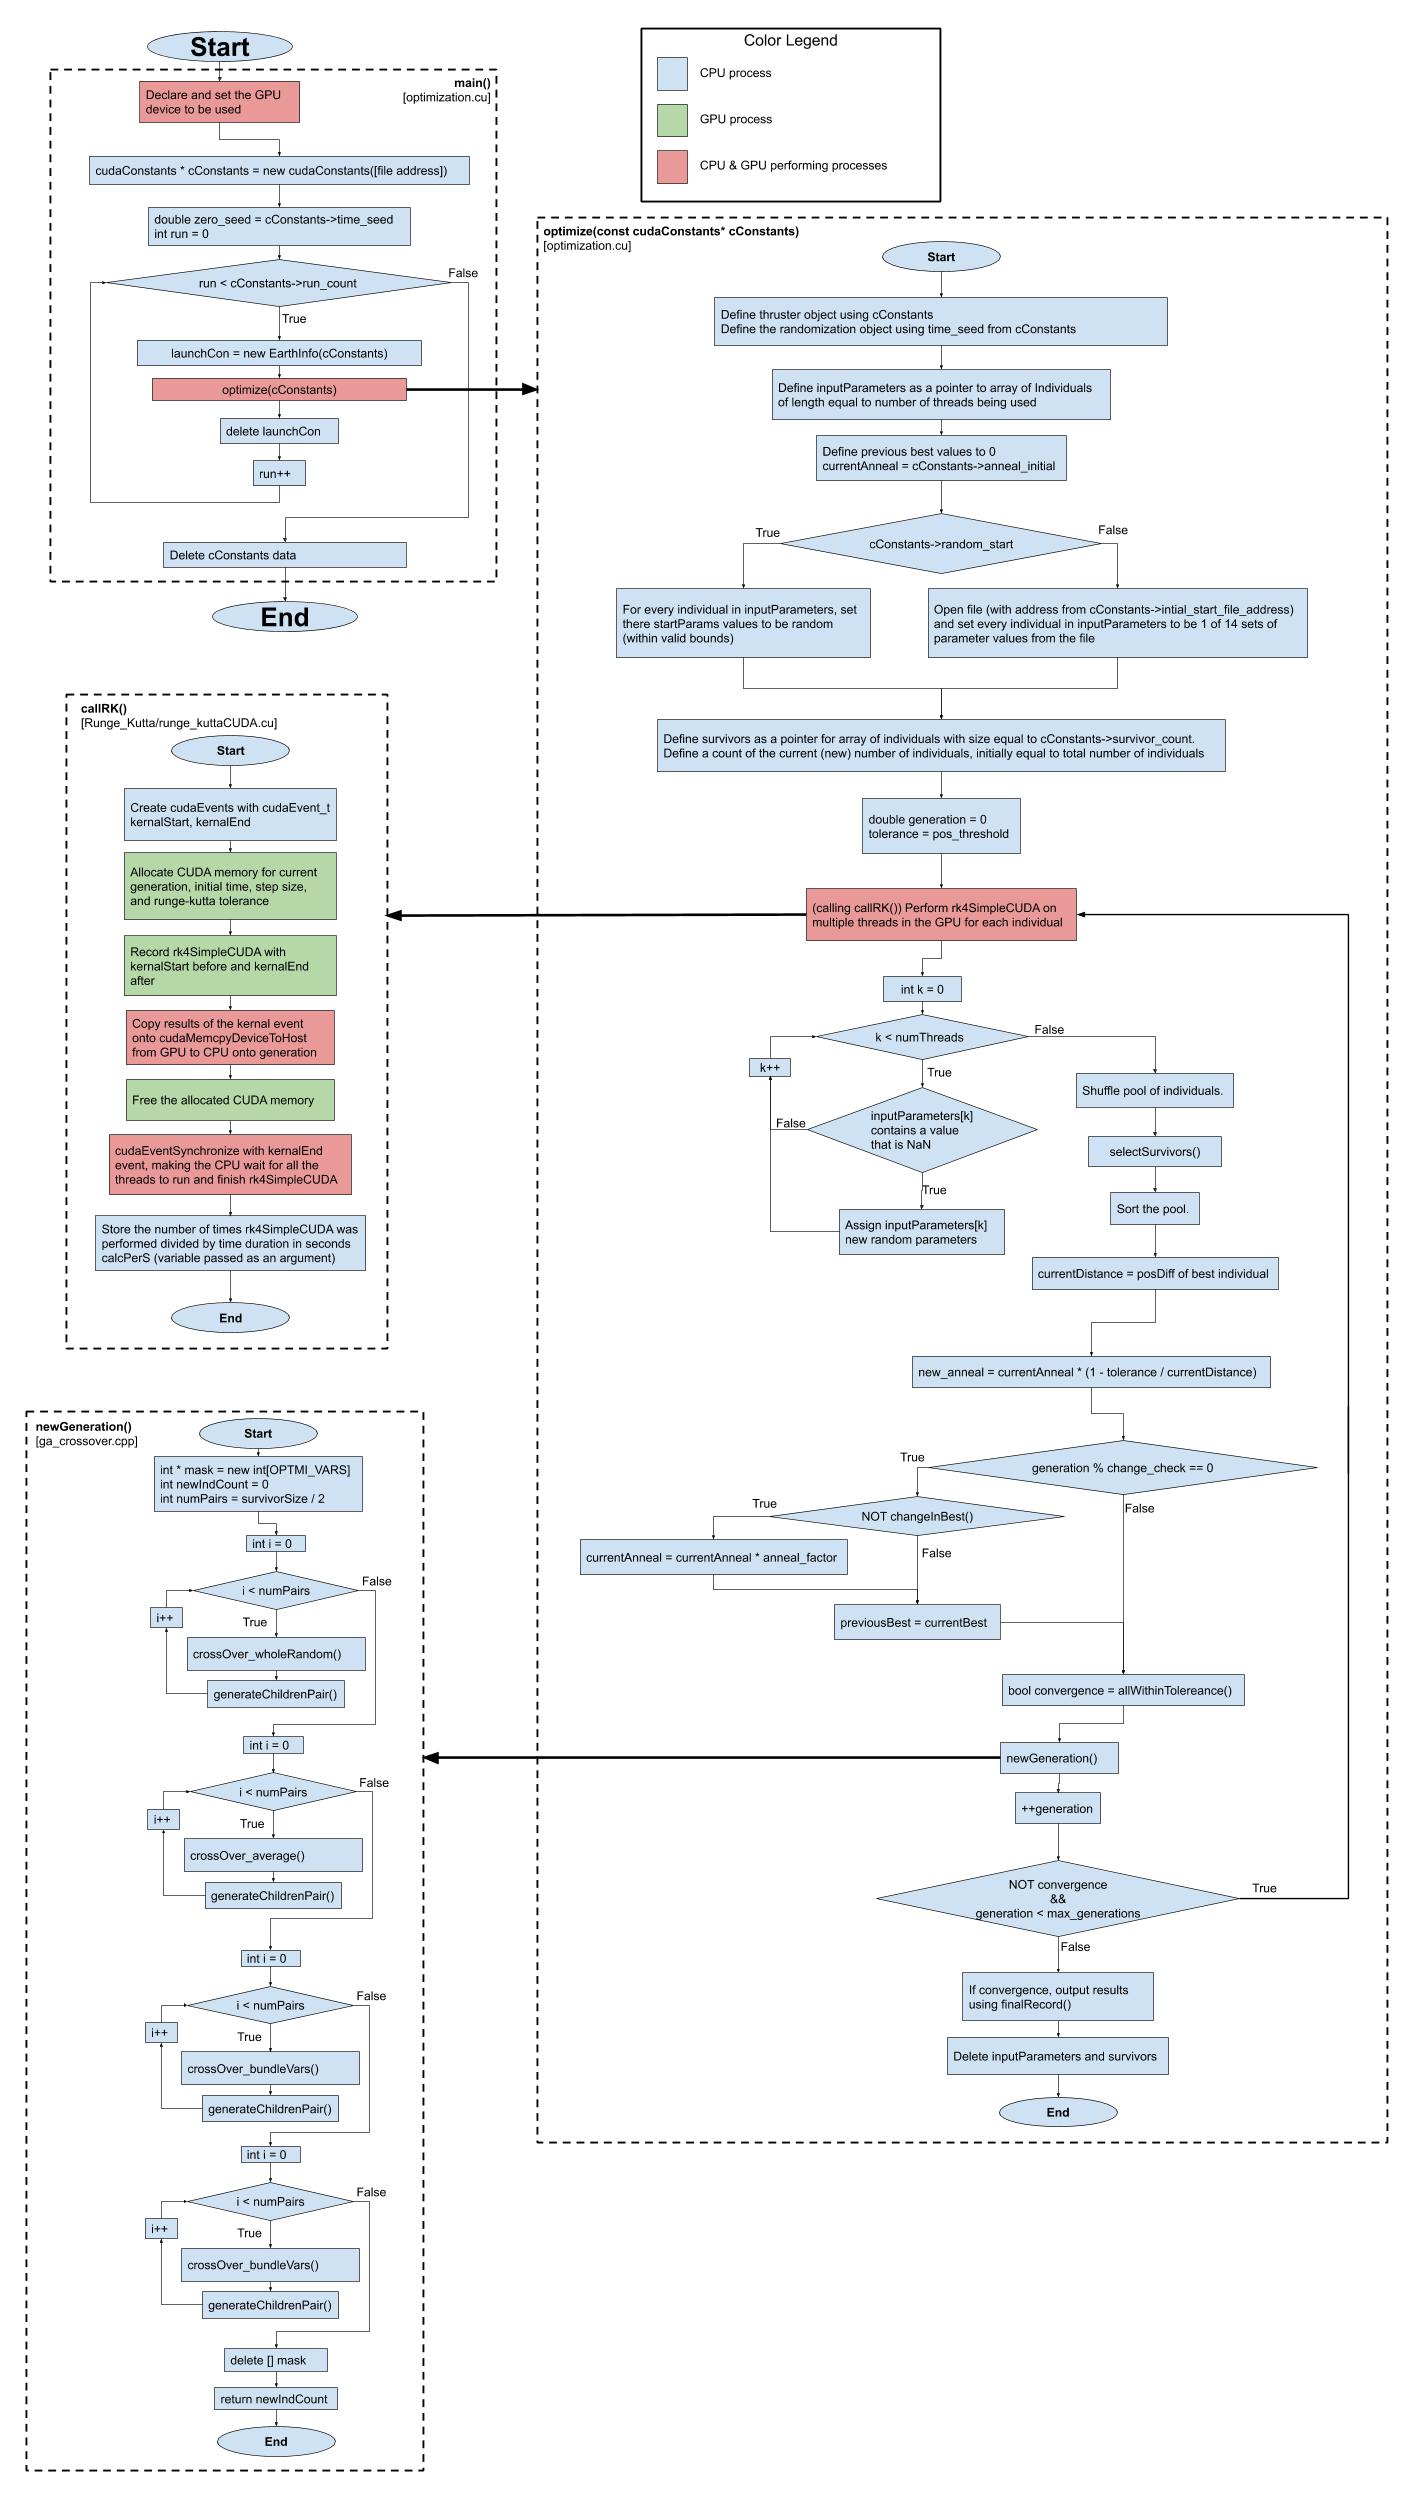 Start
main()
[optimization.cu]
Declare and set the GPU
device to be used
cudaConstants * cConstants = new cudaConstants([file address])
double zero_seed = cConstants->time_seed
int run = 0
run < cConstants->run_count
False
True
launchCon = new EarthInfo(cConstants)
optimize(cConstants)
delete launchCon
run++
Delete cConstants data
End
Color Legend
CPU process
GPU process
CPU & GPU performing processes
optimize(const cudaConstants* cConstants)
[optimization.cu]
Start
Define thruster object using cConstants
Define the randomization object using time_seed from cConstants
Define inputParameters as a pointer to array of Individuals
of length equal to number of threads being used
Define previous best values to 0
currentAnneal = cConstants->anneal_initial
True
cConstants->random_start
False
For every individual in inputParameters, set
there startParams values to be random
(within valid bounds)
Open file (with address from cConstants->intial_start_file_address)
and set every individual in inputParameters to be 1 of 14 sets of
parameter values from the file
Define survivors as a pointer for array of individuals with size equal to cConstants->survivor_count.
Define a count of the current (new) number of individuals, initially equal to total number of individuals
double generation = 0
tolerance = pos_threshold
(calling callRK()) Perform rk4SimpleCUDA on
multiple threads in the GPU for each individual
int k = 0
k < numThreads
False
k++
True
inputParameters[k]
contains a value
that is NaN
False
True
Assign inputParameters[k]
new random parameters
Shuffle pool of individuals.
selectSurvivors()
Sort the pool.
currentDistance = posDiff of best individual
new_anneal = currentAnneal * (1 - tolerance / currentDistance)
True
generation % change_check == 0
False
True
NOT changeInBest()
False
currentAnneal = currentAnneal * anneal_factor
previousBest = currentBest
bool convergence = allWithinTolereance()
newGeneration()
++generation
NOT convergence
&&
generation < max_generations
True
False
If convergence, output results
using finalRecord()
Delete inputParameters and survivors
End
callRK()
[Runge_Kutta/runge_kuttaCUDA.cu]
Start
Create cudaEvents with cudaEvent_t
kernalStart, kernalEnd
Allocate CUDA memory for current
generation, initial time, step size,
and runge-kutta tolerance
Record rk4SimpleCUDA with
kernalStart before and kernalEnd
after
Copy results of the kernal event
onto cudaMemcpyDeviceToHost
from GPU to CPU onto generation
Free the allocated CUDA memory
cudaEventSynchronize with kernalEnd
event, making the CPU wait for all the
threads to run and finish rk4SimpleCUDA
Store the number of times rk4SimpleCUDA was
performed divided by time duration in seconds
calcPerS (variable passed as an argument)
End
newGeneration()
[ga_crossover.cpp]
Start
int * mask = new int[OPTMI_VARS]
int newIndCount = 0
int numPairs = survivorSize / 2
int i = 0
i < numPairs
False
i++
True
crossOver_wholeRandom()
generateChildrenPair()
int i = 0
i < numPairs
False
i++
True
crossOver_average()
generateChildrenPair()
int i = 0
i < numPairs
False
i++
True
crossOver_bundleVars()
generateChildrenPair()
int i = 0
i < numPairs
False
i++
True
crossOver_bundleVars()
generateChildrenPair()
delete [] mask
return newIndCount
End